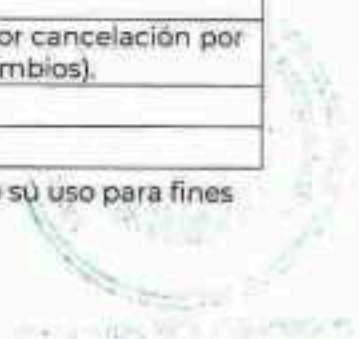 or cancelación por
mbios).
su uso para fines